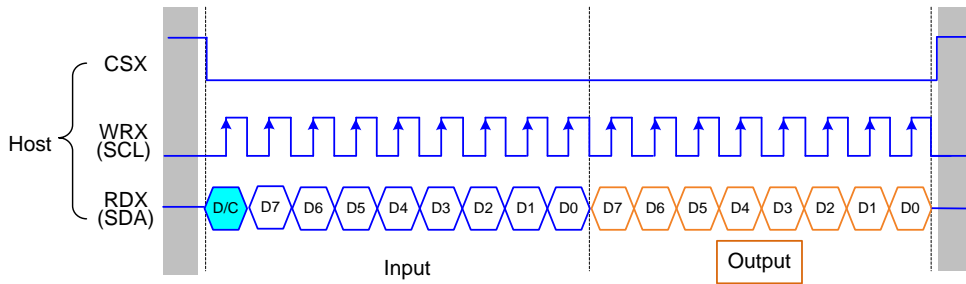 CSX
Host
WRX
(SCL)
RDX
(SDA)
D/C D7 D6 D5 D4 D3 D2 D1 D0 D7 D6 D5 D4 D3 D2 D1 D0
Input
Output